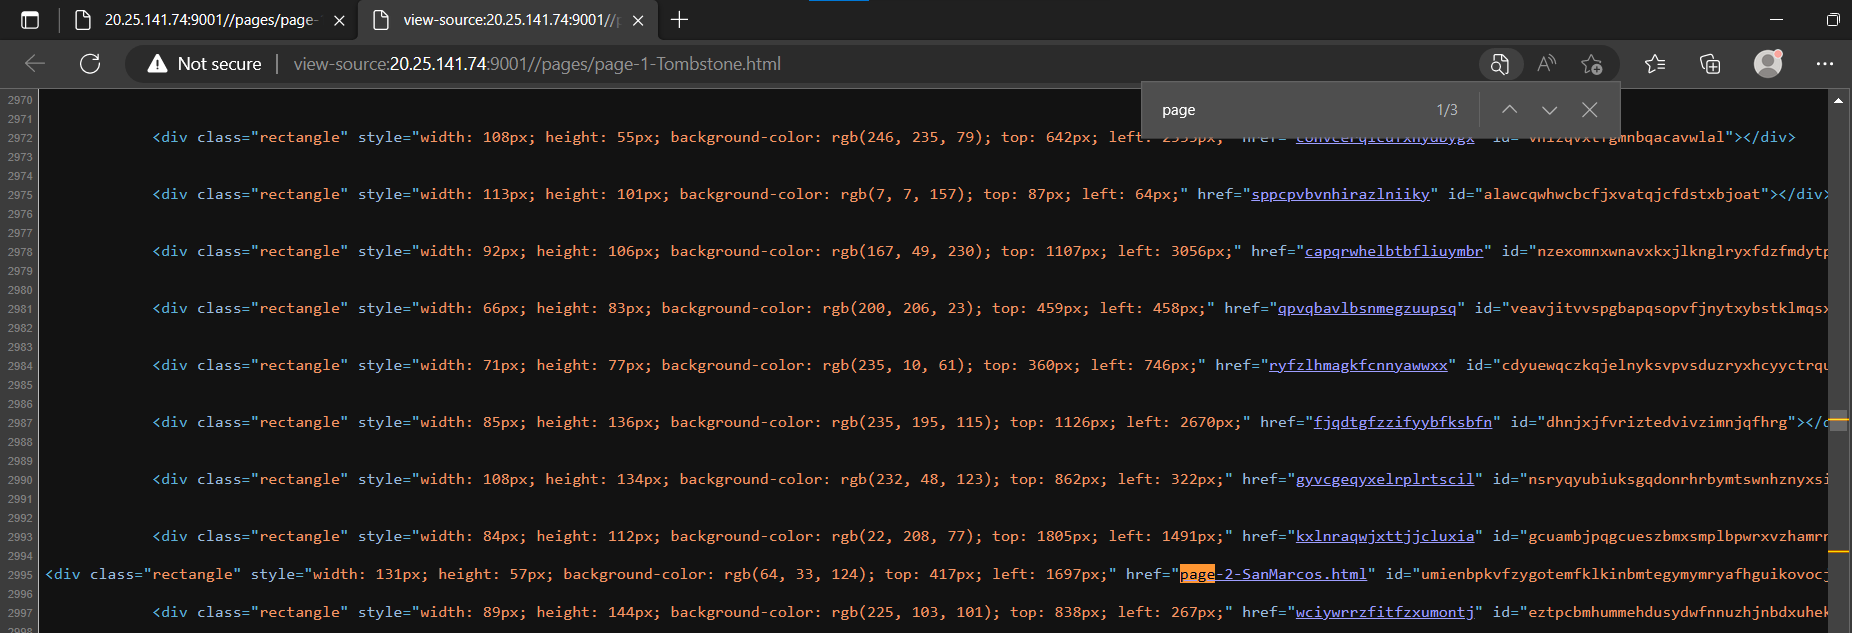 20.25.141.74:9001//pages/page-
view-source:20.25.141.74:9001//p
Not secure
view-source:20.25.141.74:9001//pages/page-1-Tombstone.html
page
1/3
2970
2971
2972 <div class="rectangle" style="width: 108px; height: 55px; background-color: rgb(246, 235, 79); top: 642px; left:
2973
2974
2975 <div class="rectangle" style="width: 113px; height: 101px; background-color: rgb(7, 7, 157); top: 87px; left: 64px;" href="sppcpvbvnhirazlniiky" id="alawcqwhwcbcfjxvatqjcfdstxbjoat"></div>
2976
2977
2978 <div class="rectangle" style="width: 92px; height: 106px; background-color: rgb(167, 49, 230); top: 1107px; left: 3056px;" href="capqrwhelbtbfliuymbr" id="nzexomnxwnavxkxjlknglryxfdzfmdytp
2979
2980
2981 <div class="rectangle" style="width: 66px; height: 83px; background-color: rgb(200, 206, 23); top: 459px; left: 458px;" href="qpvqbavlbsnmegzuupsq" id="veavjitvvspgbapqsopvfjnytxybstklmqsx
2982
2983
2984 <div class="rectangle" style="width: 71px; height: 77px; background-color: rgb(235, 10, 61); top: 360px; left: 746px;" href="ryfzlhmagkfcnnyawwxx" id="cdyuewqczkqjelnyksvpvsduzryxhcyyctrqu
2985
2986
2987 <div class="rectangle" style="width: 85px; height: 136px; background-color: rgb(235, 195, 115); top: 1126px; left: 2670px;" href="fjqdtgfzzifyybfksbfn" id="dhnjxjfvriztedvivzimnjqfhrg"></d
2988
2989
2990 <div class="rectangle" style="width: 108px; height: 134px; background-color: rgb(232, 48, 123); top: 862px; left: 322px;" href="gyvcgeqyxelrplrtscil" id="nsryqyubiuksgqdonrhrbymtswnhznyxsi
2991
2992
2993 <div class="rectangle" style="width: 84px; height: 112px; background-color: rgb(22, 208, 77); top: 1805px; left: 1491px;" href="kxlnraqwjxttjjcluxia" id="gcuambjpqgcueszbmxsmplbpwrxvzhamrr
2994
2995 <div class="rectangle" style="width: 131px; height: 57px; background-color: rgb(64, 33, 124); top: 417px; left: 1697px;" href="page-2-SanMarcos.html" id="umienbpkvfzygotemfklkinbmtegymymryafhguikovocj
2996
2997 <div class="rectangle" style="width: 89px; height: 144px; background-color: rgb(225, 103, 101); top: 838px; left: 267px;" href="wciywrrzfitfzxumontj" id="eztpcbmhummehdusydwfnnuzhjnbdxuhek
2998